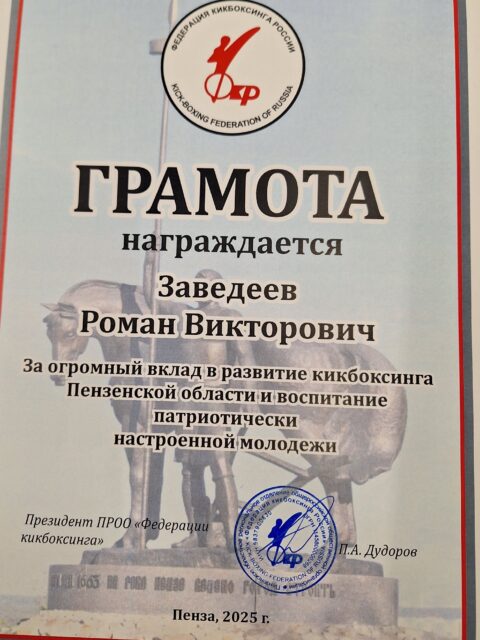 ФЕДЕРАЦИЯ КИКБОКСИНГА РОССИИ
ФКР
KICK-BOXING FEDERATION OF RUSSIA
ГРАМОТА
награждается
Заведеев
Роман Викторович
За огромный вклад в развитие кикбоксинга
Пензенской области и воспитание
патриотически
настроенной молодежи
Президент ПРОО «Федерации
кикбоксинга»
П.А. Дудоров
Пенза, 2025 г.